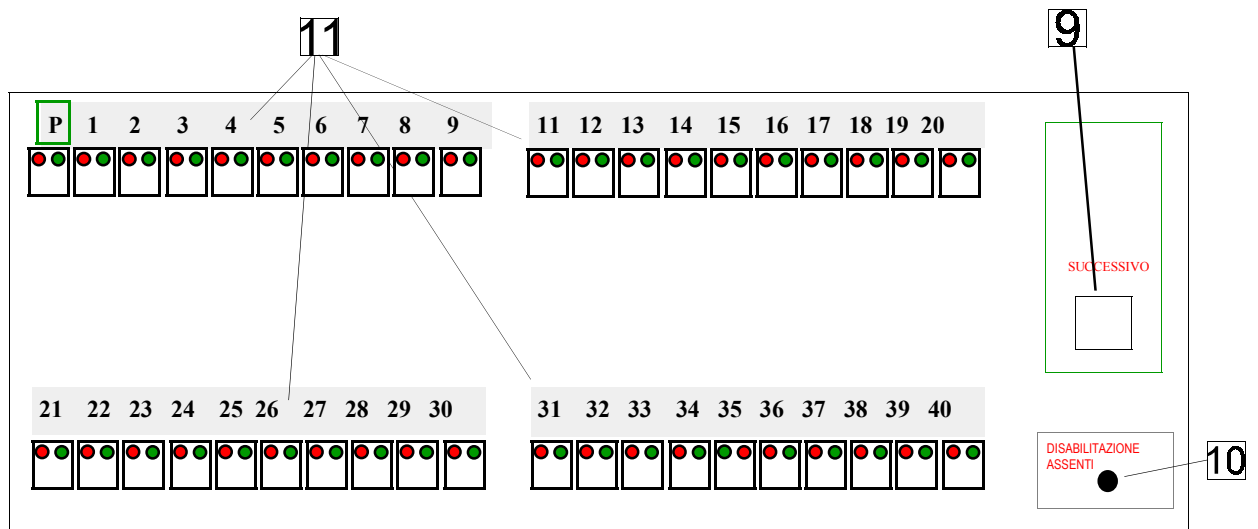 11
9
P 1 2 3 4 5 6 7 8 9
11 12 13 14 15 16 17 18 19 20
SUCCESSIVO
21 22 23 24 25 26 27 28 29 30
31 32 33 34 35 36 37 38 39 40
DISABILITAZIONE
ASSENTI
10